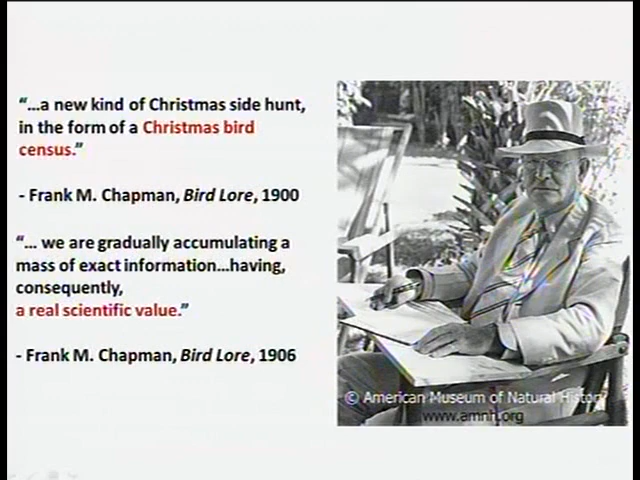 “...a new kind of Christmas side hunt,
in the form of a Christmas bird
census.”
- Frank M. Chapman, Bird Lore, 1900
“... we are gradually accumulating a
mass of exact information...having,
consequently,
a real scientific value.”
- Frank M. Chapman, Bird Lore, 1906
© American Museum of Natural History
www.amnh.org